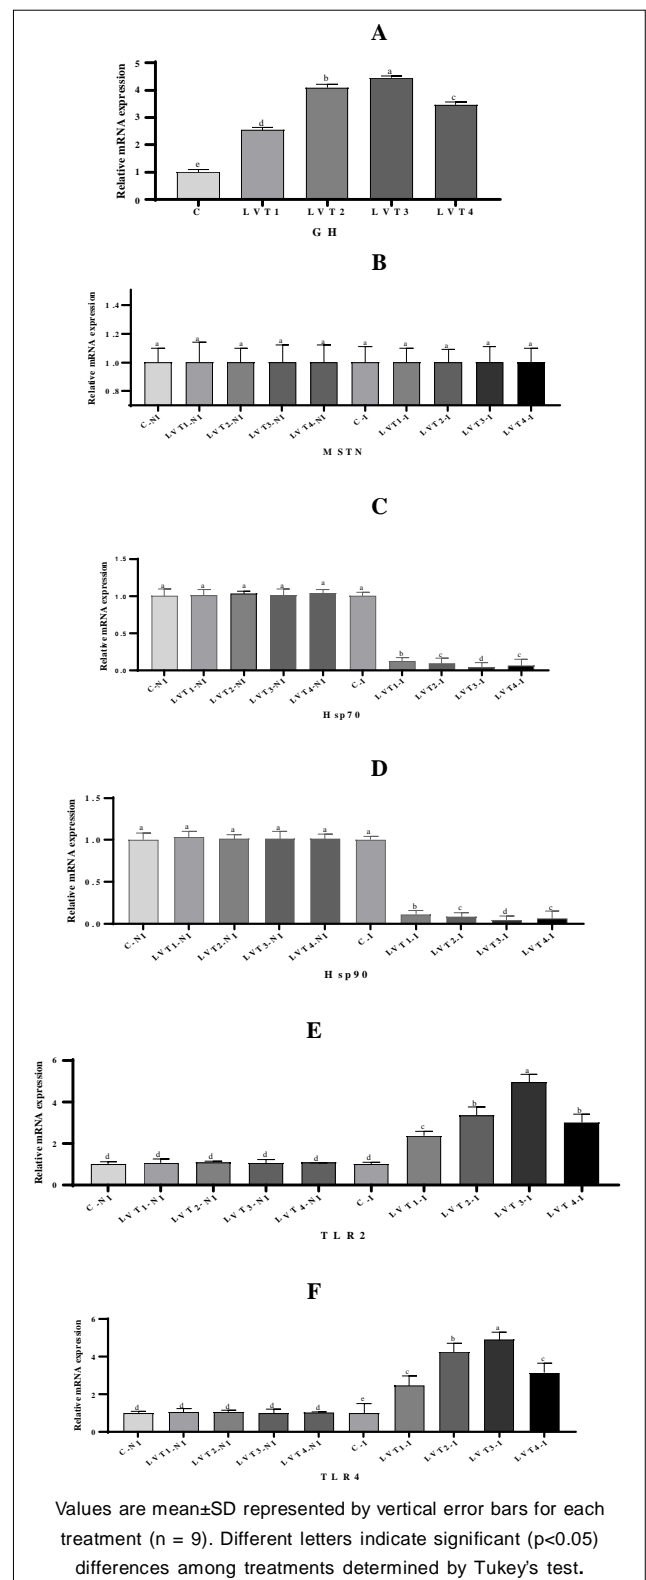 A
Relative mRNA expression
5
4
3
2
1
0
e
d
b
a
c
C
LVT1
LVT2
LVT3
LVT4
GH
B
Relative mRNA expression
1.4
1.2
1.0
0.8
a a a a a a a a a a
C-NI
LVT1-NI
LVT2-NI
LVT3-NI
LVT4-NI
C-I
LVT1-I
LVT2-I
LVT3-I
LVT4-I
MSTN
C
Relative mRNA expression
1.5
1.0
0.5
0.0
a a a a a a b c d c
C-NI
LVT1-NI
LVT2-NI
LVT3-NI
LVT4-NI
C-I
LVT1-I
LVT2-I
LVT3-I
LVT4-I
Hsp70
D
Relative mRNA expression
1.5
1.0
0.5
0.0
a a a a a a b c d c
C-NI
LVT1-NI
LVT2-NI
LVT3-NI
LVT4-NI
C-I
LVT1-I
LVT2-I
LVT3-I
LVT4-I
Hsp90
E
Relative mRNA expression
6
4
2
0
d d d d d d c b a b
C-NI
LVT1-NI
LVT2-NI
LVT3-NI
LVT4-NI
C-I
LVT1-I
LVT2-I
LVT3-I
LVT4-I
TLR2
F
Relative mRNA expression
6
4
2
0
d d d d d e c b a c
C-NI
LVT1-NI
LVT2-NI
LVT3-NI
LVT4-NI
C-I
LVT1-I
LVT2-I
LVT3-I
LVT4-I
TLR4
Values are mean±SD represented by vertical error bars for each
treatment (n = 9). Different letters indicate significant (p<0.05)
differences among treatments determined by Tukey's test.